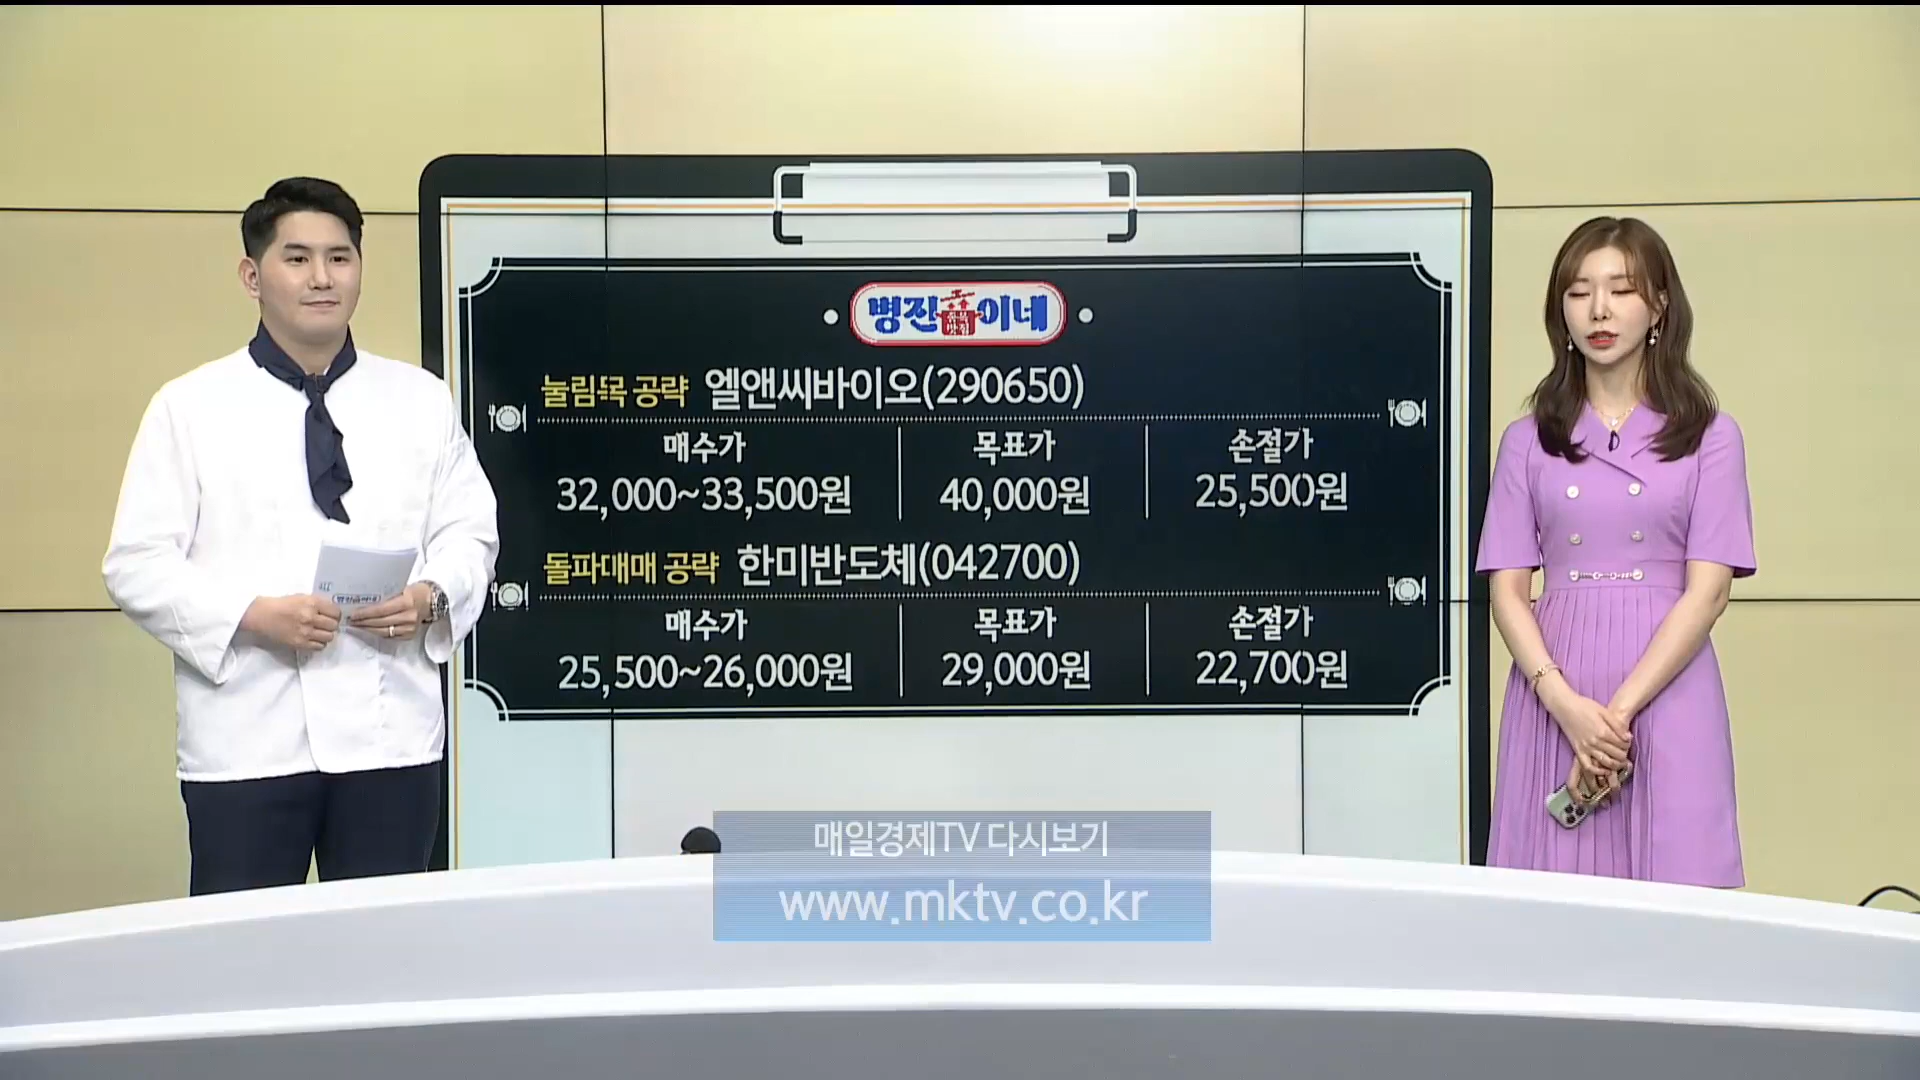 병진이네
눌림목 공략 엘앤씨바이오(290650)
매수가 목표가 손절가
32,000~33,500원 40,000원 25,500원
돌파매매 공략 한미반도체(042700)
매수가 목표가 손절가
25,500~26,000원 29,000원 22,700원
매일경제TV 다시보기
www.mktv.co.kr